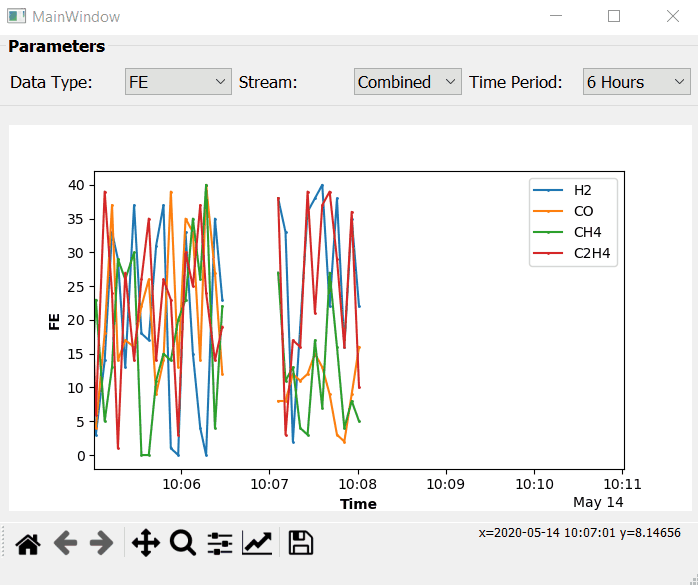 MainWindow
Parameters
Data Type: FE Stream: Combined Time Period: 6 Hours
H2
CO
CH4
C2H4
40
35
30
25
20
15
10
5
0
FE
10:06 10:07 10:08 10:09 10:10 10:11
Time
May 14
x=2020-05-14 10:07:01 y=8.14656